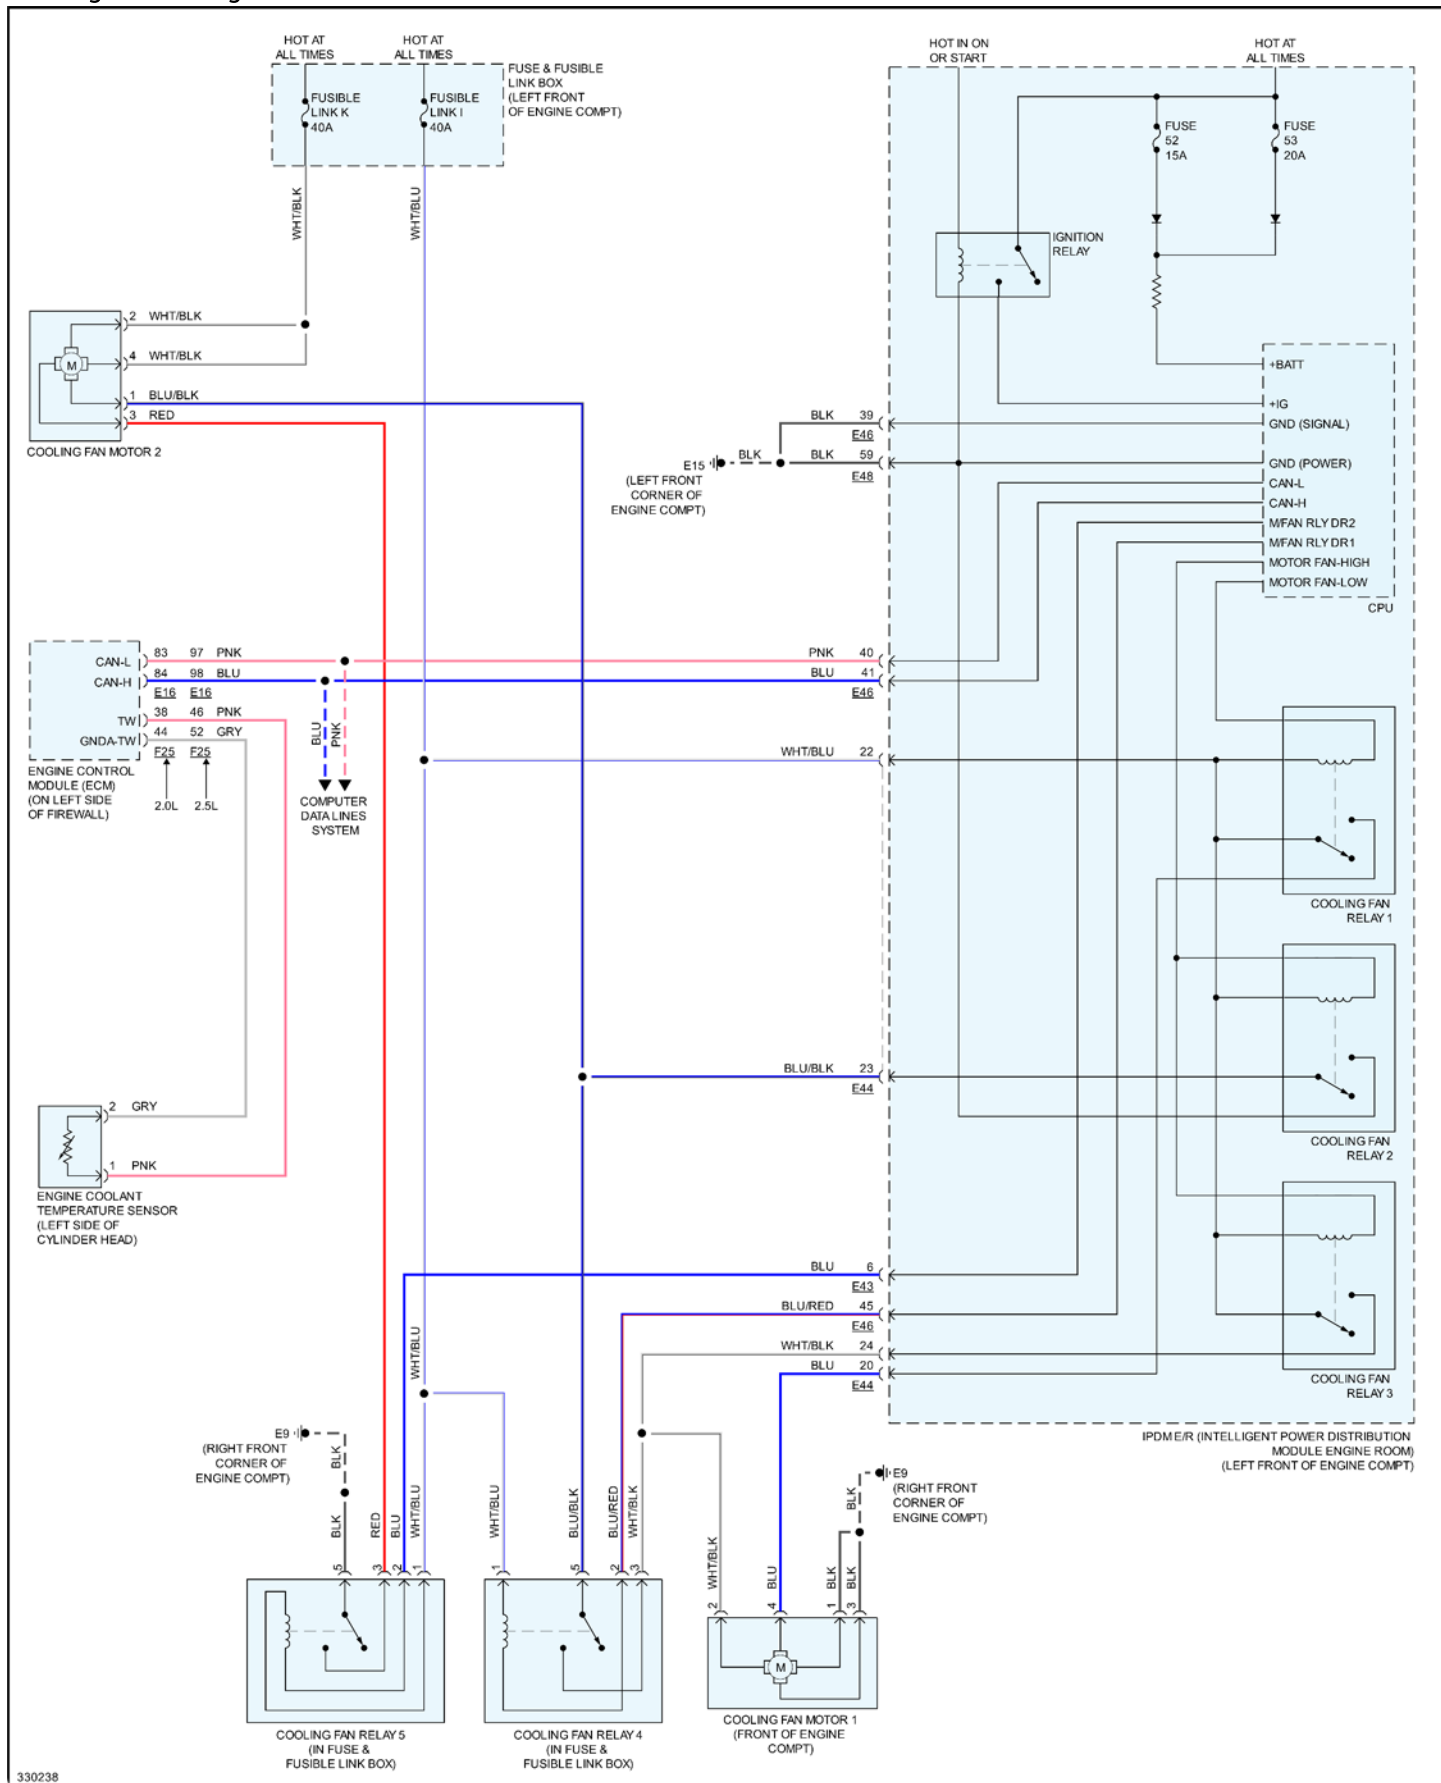 HOT AT
ALL TIMES
HOT AT
ALL TIMES
FUSE & FUSIBLE
LINK BOX
(LEFT FRONT
OF ENGINE COMPT)
FUSIBLE
LINK K
40A
FUSIBLE
LINK I
40A
WHT/BLK
WHT/BLU
HOT IN ON
OR START
HOT AT
ALL TIMES
FUSE
52
15A
FUSE
53
20A
IGNITION
RELAY
2 WHT/BLK
4 WHT/BLK
1 BLU/BLK
3 RED
M
COOLING FAN MOTOR 2
+BATT
+IG
GND (SIGNAL)
GND (POWER)
CAN-L
CAN-H
M/FAN RLY DR2
M/FAN RLY DR1
MOTOR FAN-HIGH
MOTOR FAN-LOW
CPU
BLK 39
E46
BLK BLK 59
E48
E15
(LEFT FRONT
CORNER OF
ENGINE COMPT)
CAN-L 83 97 PNK
CAN-H 84 98 BLU
E16 E16
TW 38 46 PNK
GNDA-TW 44 52 GRY
F25 F25
2.0L 2.5L
ENGINE CONTROL
MODULE (ECM)
(ON LEFT SIDE
OF FIREWALL)
BLU
PNK
COMPUTER
DATA LINES
SYSTEM
PNK 40
BLU 41
E46
WHT/BLU 22
COOLING FAN
RELAY 1
BLU/BLK 23
E44
COOLING FAN
RELAY 2
2 GRY
1 PNK
ENGINE COOLANT
TEMPERATURE SENSOR
(LEFT SIDE OF
CYLINDER HEAD)
BLU 6
E43
BLU/RED 45
E46
WHT/BLK 24
BLU 20
E44
COOLING FAN
RELAY 3
IPDM E/R (INTELLIGENT POWER DISTRIBUTION
MODULE ENGINE ROOM)
(LEFT FRONT OF ENGINE COMPT)
WHT/BLU
E9
(RIGHT FRONT
CORNER OF
ENGINE COMPT)
BLK
BLK
RED
BLU
WHT/BLU
WHT/BLU
BLU/BLK
BLU/RED
WHT/BLK
5 3 2 1
1 5 2 3
E9
(RIGHT FRONT
CORNER OF
ENGINE COMPT)
BLK
WHT/BLK
BLU
BLK
BLK
2 4 1 3
M
COOLING FAN RELAY 5
(IN FUSE &
FUSIBLE LINK BOX)
COOLING FAN RELAY 4
(IN FUSE &
FUSIBLE LINK BOX)
COOLING FAN MOTOR 1
(FRONT OF ENGINE
COMPT)
330238